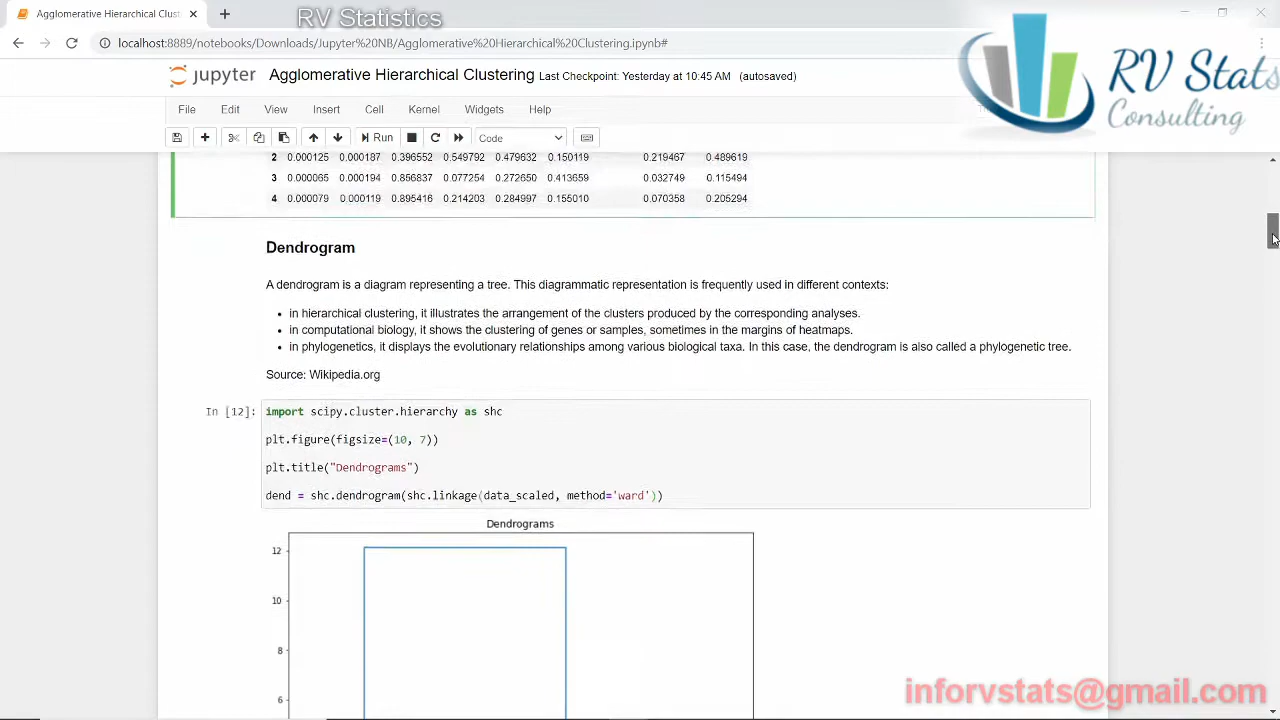 Agglomerative Hierarchical Clust
RV Statistics
localhost:8889/notebooks/Downloads/Jupyter%20NB/Agglomerative%20Hierarchical%20Clustering.ipynb#
jupyter Agglomerative Hierarchical Clustering Last Checkpoint: Yesterday at 10:45 AM (autosaved)
RV Stats
Consulting
File Edit View Insert Cell Kernel Widgets Help
Run Code
2 0.000125 0.000187 0.396552 0.549792 0.479632 0.150119 0.219467 0.489619
3 0.000065 0.000194 0.856837 0.077254 0.272650 0.413659 0.032749 0.115494
4 0.000079 0.000119 0.895416 0.214203 0.284997 0.155010 0.070358 0.205294
Dendrogram
A dendrogram is a diagram representing a tree. This diagrammatic representation is frequently used in different contexts:
• in hierarchical clustering, it illustrates the arrangement of the clusters produced by the corresponding analyses.
• in computational biology, it shows the clustering of genes or samples, sometimes in the margins of heatmaps.
• in phylogenetics, it displays the evolutionary relationships among various biological taxa. In this case, the dendrogram is also called a phylogenetic tree.
Source: Wikipedia.org
In [12]:
import scipy.cluster.hierarchy as shc
plt.figure(figsize=(10, 7))
plt.title("Dendrograms")
dend = shc.dendrogram(shc.linkage(data_scaled, method='ward'))
Dendrograms
12
10
8
6
inforvstats@gmail.com